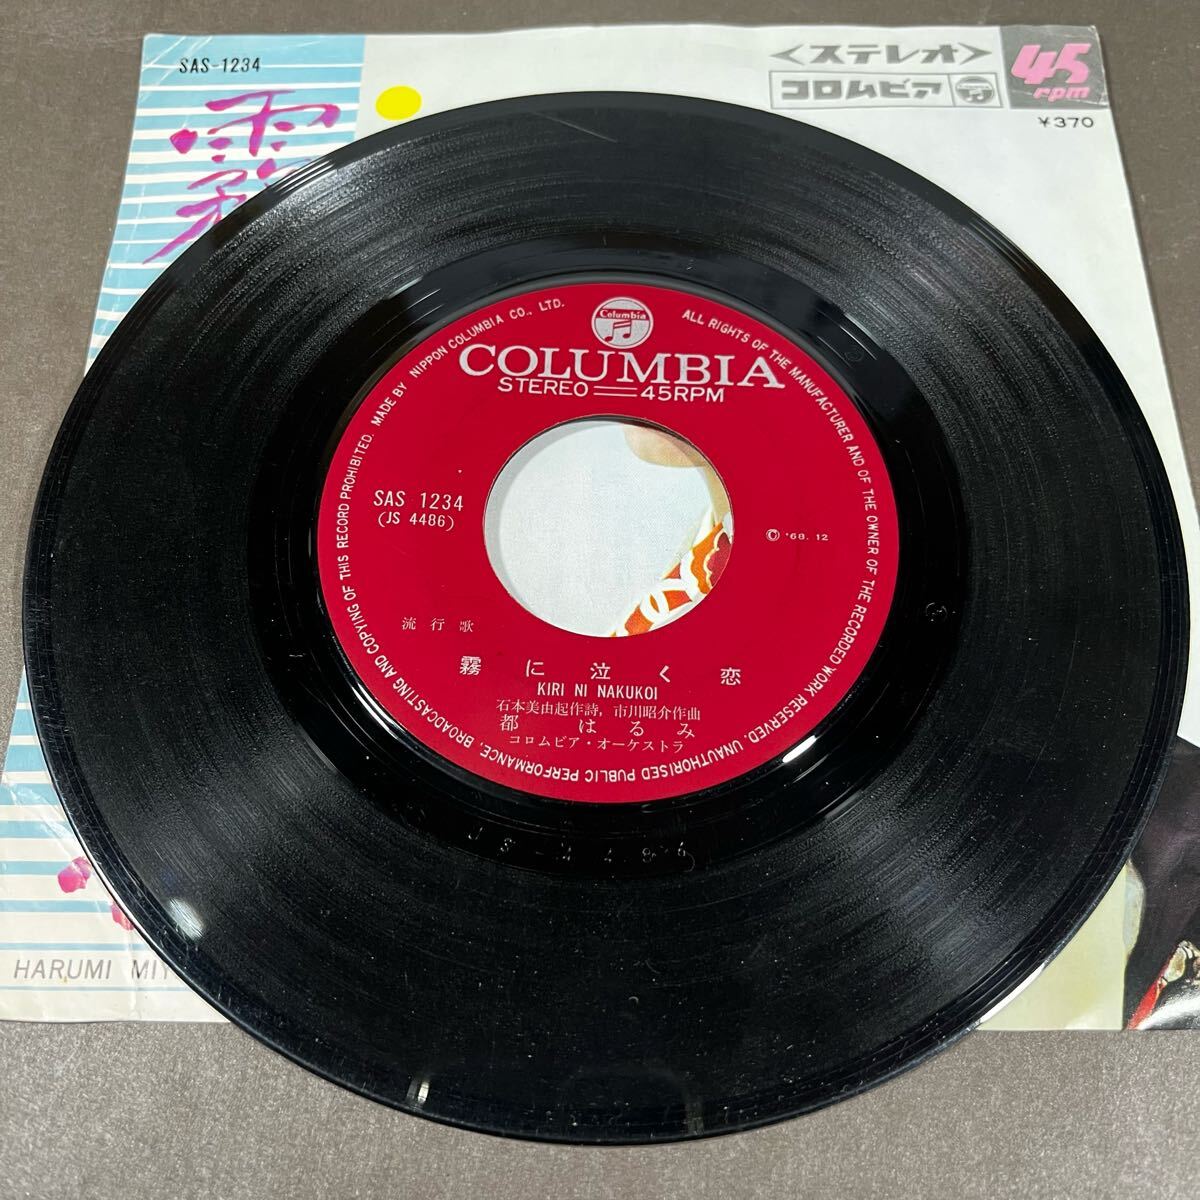 SAS-1234
霧
<ステレオ>
コロムビア
45
rpm
¥370
HARUMI
Columbia
COLUMBIA
STEREO 45RPM
SAS 1234
(JS 4486)
© '68. 12
流行歌
霧に泣く恋
KIRI NI NAKUKOI
石本美由起作詩, 市川昭介作曲
都はるみ
コロムビア・オーケストラ
MADE BY NIPPON COLUMBIA CO., LTD.
ALL RIGHTS OF THE MANUFACTURER AND OF THE OWNER OF THE RECORDED WORK RESERVED. UNAUTHORISED PUBLIC PERFORMANCE, BROADCASTING AND COPYING OF THIS RECORD PROHIBITED.